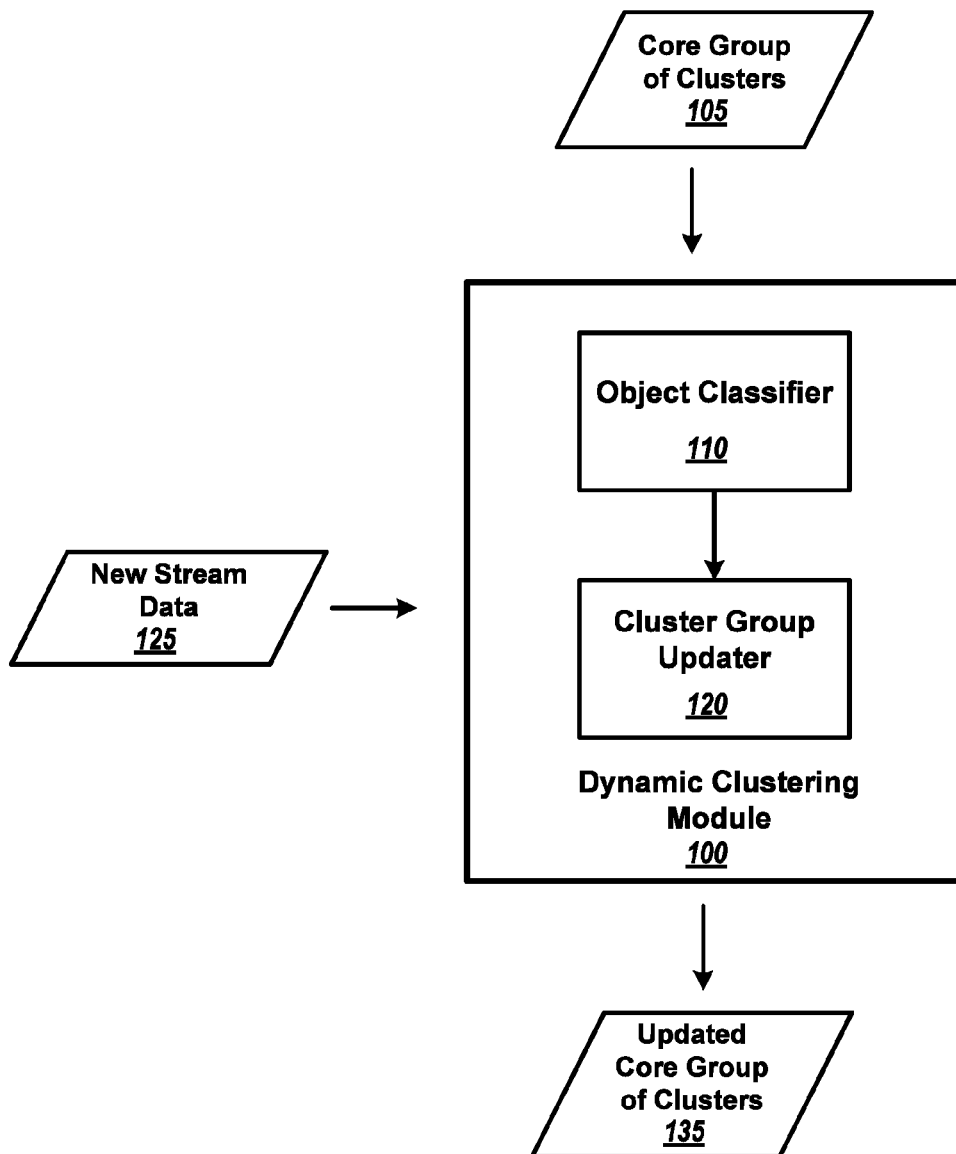 Core Group
of Clusters
105
Object Classifier
110
New Stream
Data
125
Cluster Group
Updater
120
Dynamic Clustering
Module
100
Updated
Core Group
of Clusters
135